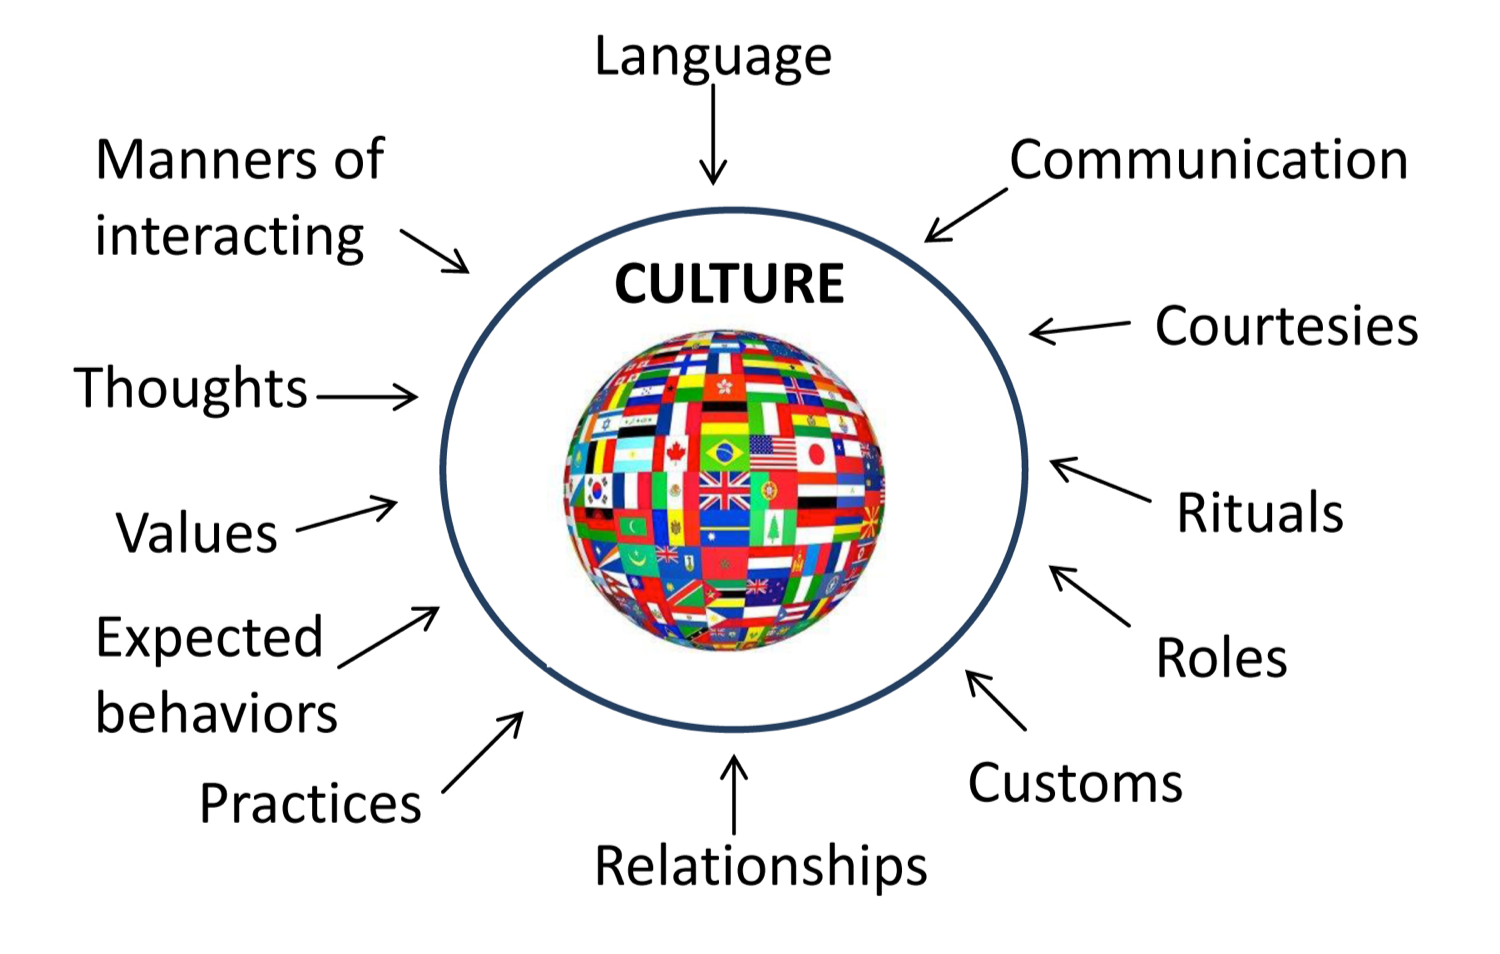 Language
Manners of
interacting
Communication
CULTURE
Courtesies
Thoughts
Values
Rituals
Expected
behaviors
Roles
Practices
Customs
Relationships